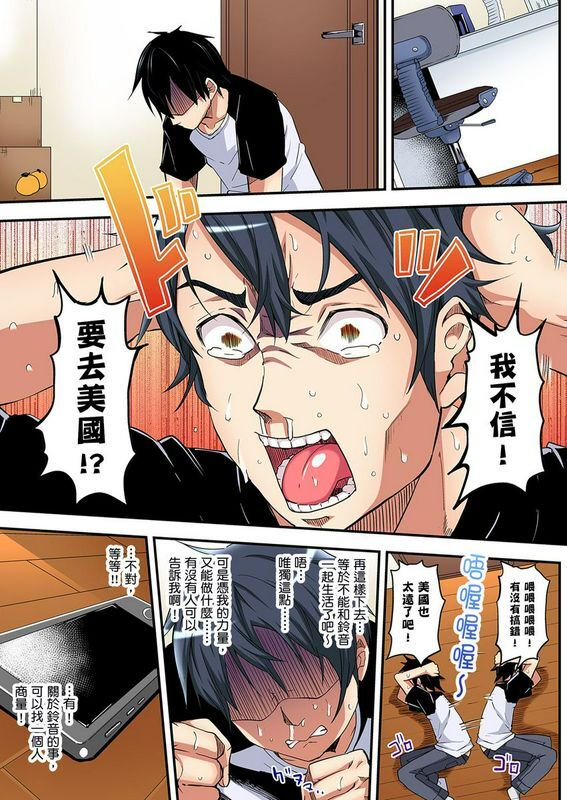 ドドッ
我不信！
要去美國!?
喂喂喂喂！
有沒有搞錯！
美國也
太遠了吧！
唔喔喔喔～
ゴロ
ゴロ
再這樣下去…
等於不能和鈴音
一起生活了吧～
唔…
唯獨這點……
可是憑我的力量，
又能做什麼……
有沒有人可以
告訴我啊！
…不對，
等等!!
…有！
關於鈴音的事，
可以找一個人
商量！